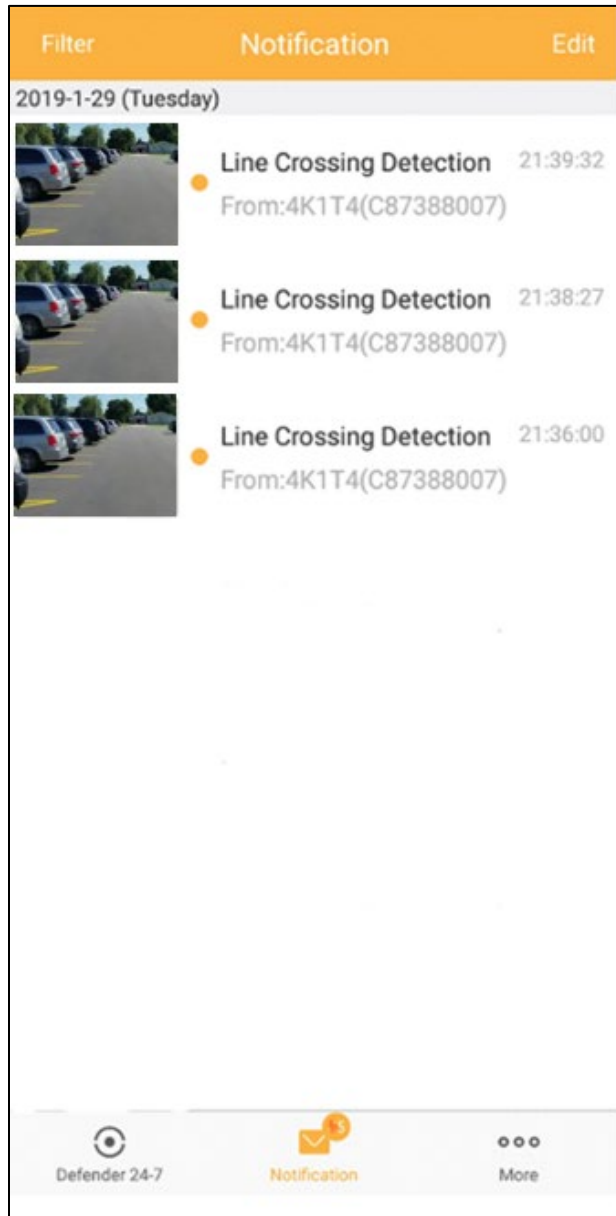 Filter Notification Edit
2019-1-29 (Tuesday)
Line Crossing Detection 21:39:32
From:4K1T4(C87388007)
Line Crossing Detection 21:38:27
From:4K1T4(C87388007)
Line Crossing Detection 21:36:00
From:4K1T4(C87388007)
Defender 24-7 Notification More